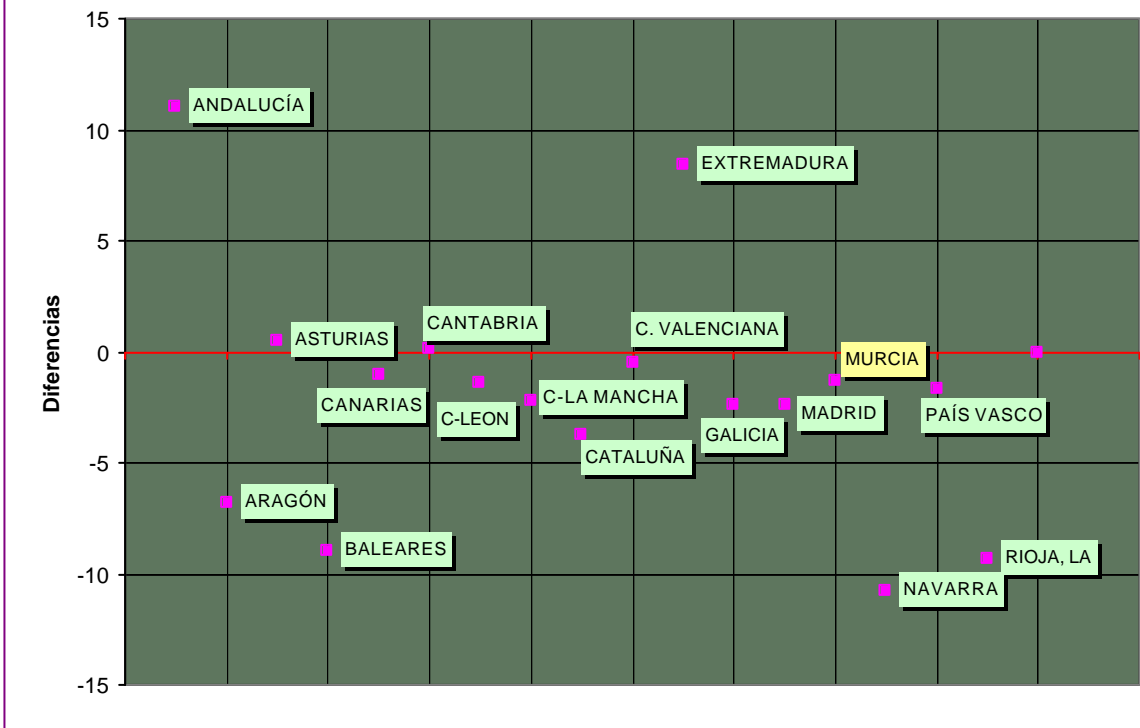 15
ANDALUCÍA
10
EXTREMADURA
5
Diferencias
CANTABRIA
C. VALENCIANA
ASTURIAS
0
MURCIA
CANARIAS
C-LEON
C-LA MANCHA
MADRID
PAÍS VASCO
GALICIA
CATALUÑA
-5
ARAGÓN
BALEARES
RIOJA, LA
-10
NAVARRA
-15